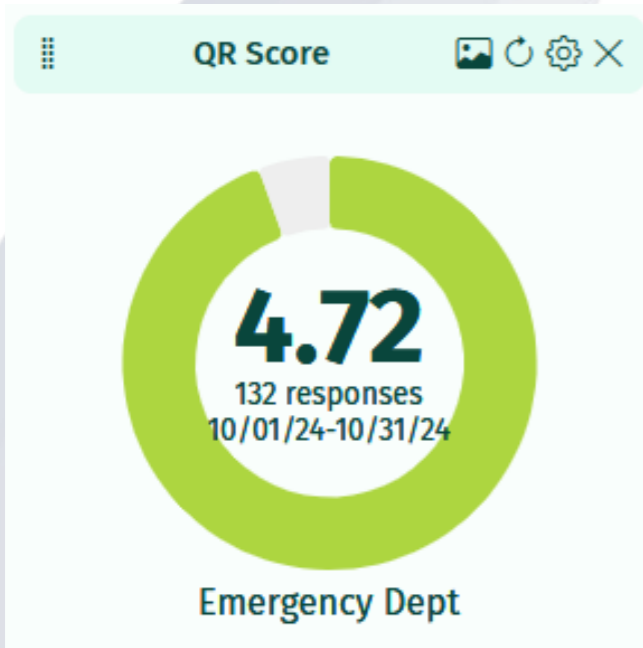 QR Score
4.72
132 responses
10/01/24-10/31/24
Emergency Dept